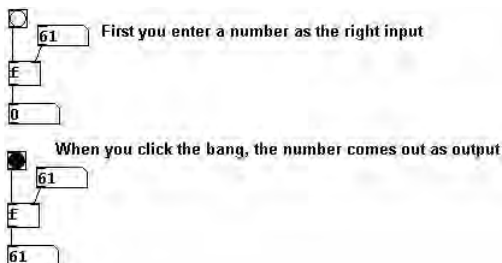 61 First you enter a number as the right input
f
0
When you click the bang, the number comes out as output
61
f
61